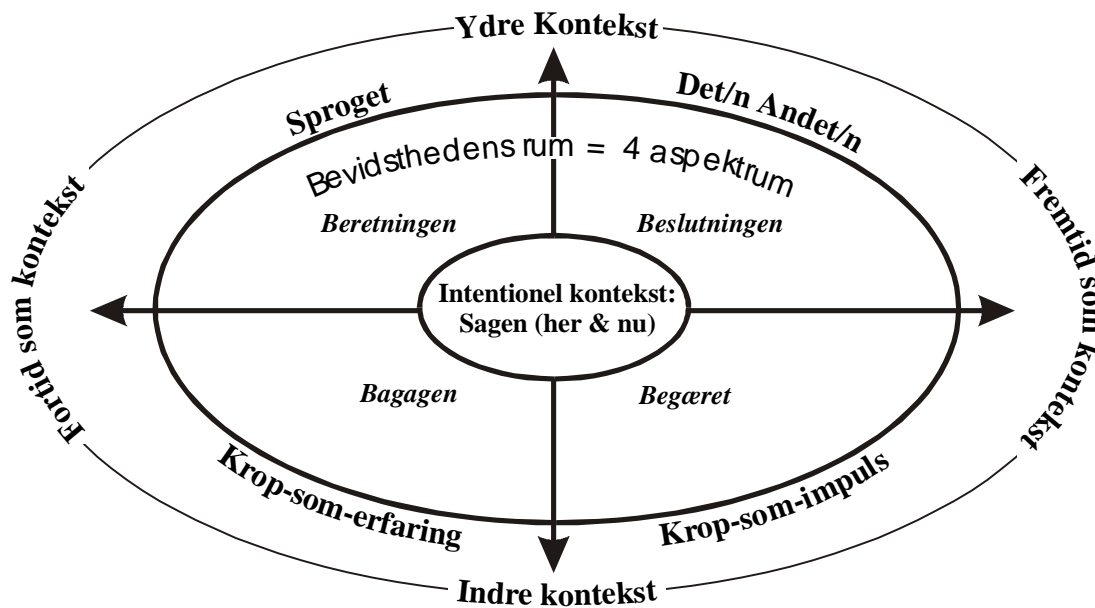 Ydre Kontekst
Sproget
Det/n Andet/n
Bevidsthedens rum = 4 aspektrum
Beretningen
Beslutningen
Fortid som kontekst
Intentionel kontekst:
Sagen (her & nu)
Fremtid som kontekst
Bagagen
Begæret
Krop-som-erfaring
Krop-som-impuls
Indre kontekst